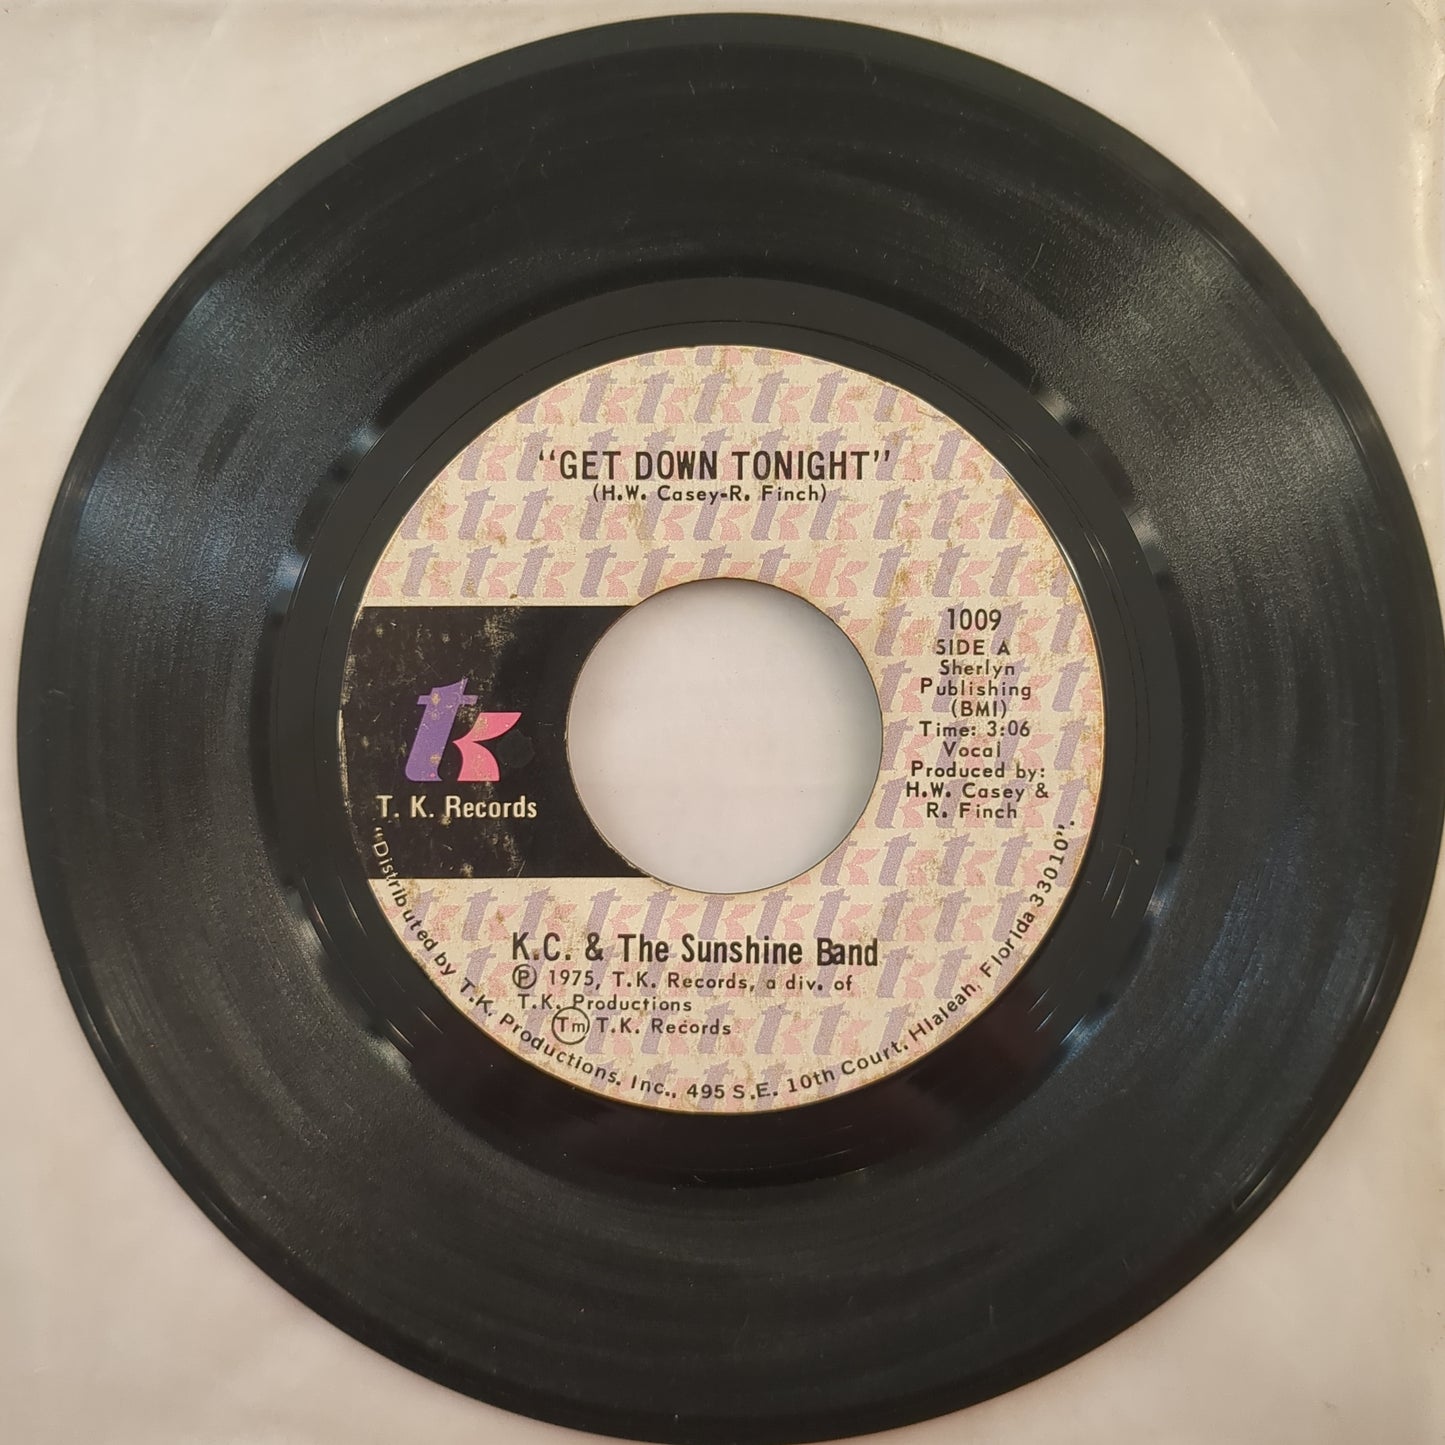 "GET DOWN TONIGHT"
(H.W. Casey-R. Finch)
1009
SIDE A
Sherlyn
Publishing
(BMI)
Time: 3:06
Vocal
Produced by:
H.W. Casey &
R. Finch
tk
T. K. Records
K.C. & The Sunshine Band
℗ 1975, T.K. Records, a div. of
T.K. Productions
Tm T.K. Records
"Distributed by T.K. Productions. Inc., 495 S.E. 10th Court. Hialeah, Florida 33010".